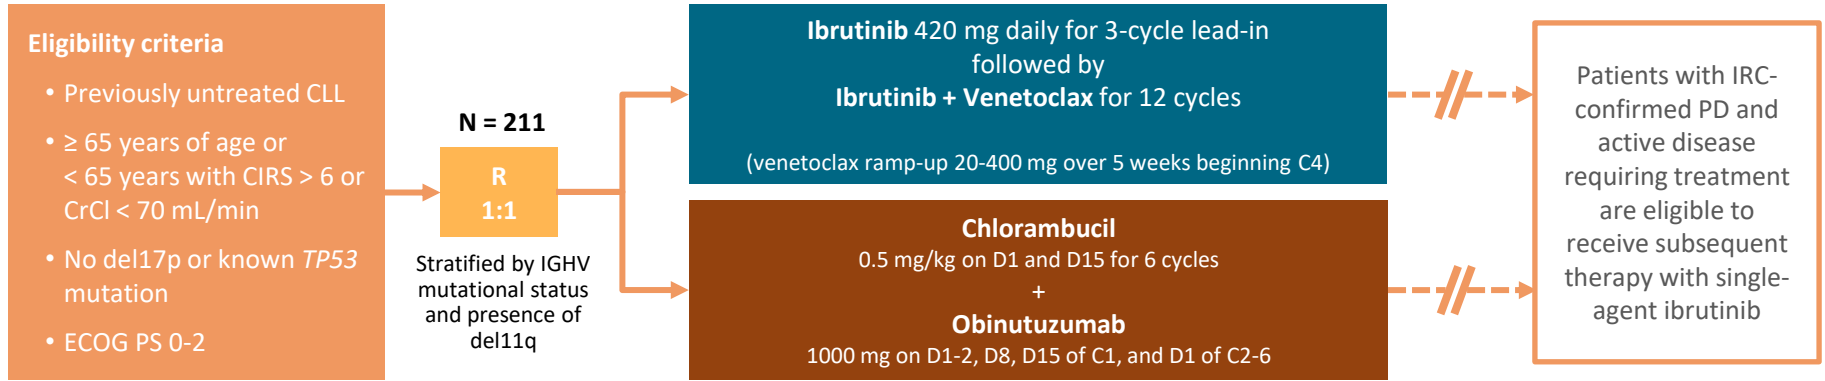 Eligibility criteria
• Previously untreated CLL
• ≥ 65 years of age or
< 65 years with CIRS > 6 or
CrCl < 70 mL/min
• No del17p or known TP53
mutation
• ECOG PS 0-2
N = 211
R
1:1
Stratified by IGHV
mutational status
and presence of
del11q
Ibrutinib 420 mg daily for 3-cycle lead-in
followed by
Ibrutinib + Venetoclax for 12 cycles
(venetoclax ramp-up 20-400 mg over 5 weeks beginning C4)
Chlorambucil
0.5 mg/kg on D1 and D15 for 6 cycles
+
Obinutuzumab
1000 mg on D1-2, D8, D15 of C1, and D1 of C2-6
Patients with IRC-
confirmed PD and
active disease
requiring treatment
are eligible to
receive subsequent
therapy with single-
agent ibrutinib